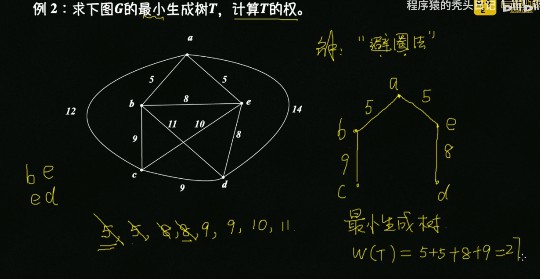 例 2：求下图G的最小生成树T，计算T的权。
程序猿的秃头日记
解："避圈法"
a
5 5
12 b 8 e 14
11 10
9 8
c d
9
a
5 5
b e
9 8
c d
b e
e d
5, 5, 8, 8, 9, 9, 10, 11
最小生成树
W(T) = 5+5+8+9=27